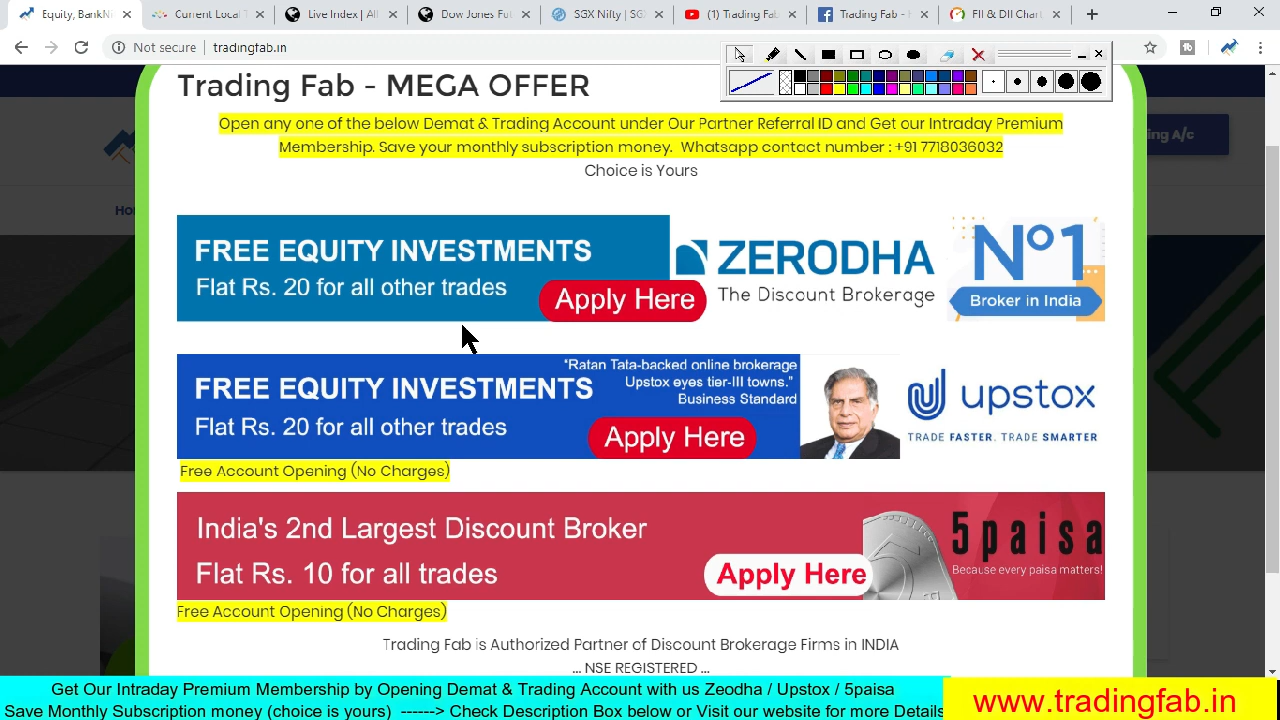 Equity, BankNi
Current Local T
Live Index | All
Dow Jones Fut
SGX Nifty | SGX
(1) Trading Fab
Trading Fab - H
FII & DII Chart
Not secure | tradingfab.in
Trading Fab - MEGA OFFER
Open any one of the below Demat & Trading Account under Our Partner Referral ID and Get our Intraday Premium
Membership. Save your monthly subscription money. Whatsapp contact number : +91 7718036032
Choice is Yours
ing A/c
Ho
FREE EQUITY INVESTMENTS
Flat Rs. 20 for all other trades
Apply Here
ZERODHA
The Discount Brokerage
Nº1
Broker in India
"Ratan Tata-backed online brokerage
Upstox eyes tier-III towns."
Business Standard
FREE EQUITY INVESTMENTS
Flat Rs. 20 for all other trades
Apply Here
upstox
TRADE FASTER. TRADE SMARTER
Free Account Opening (No Charges)
India's 2nd Largest Discount Broker
Flat Rs. 10 for all trades
Apply Here
5paisa
Because every paisa matters!
Free Account Opening (No Charges)
Trading Fab is Authorized Partner of Discount Brokerage Firms in INDIA
... NSE REGISTERED ...
Get Our Intraday Premium Membership by Opening Demat & Trading Account with us Zeodha / Upstox / 5paisa
Save Monthly Subscription money (choice is yours) ------> Check Description Box below or Visit our website for more Details
www.tradingfab.in